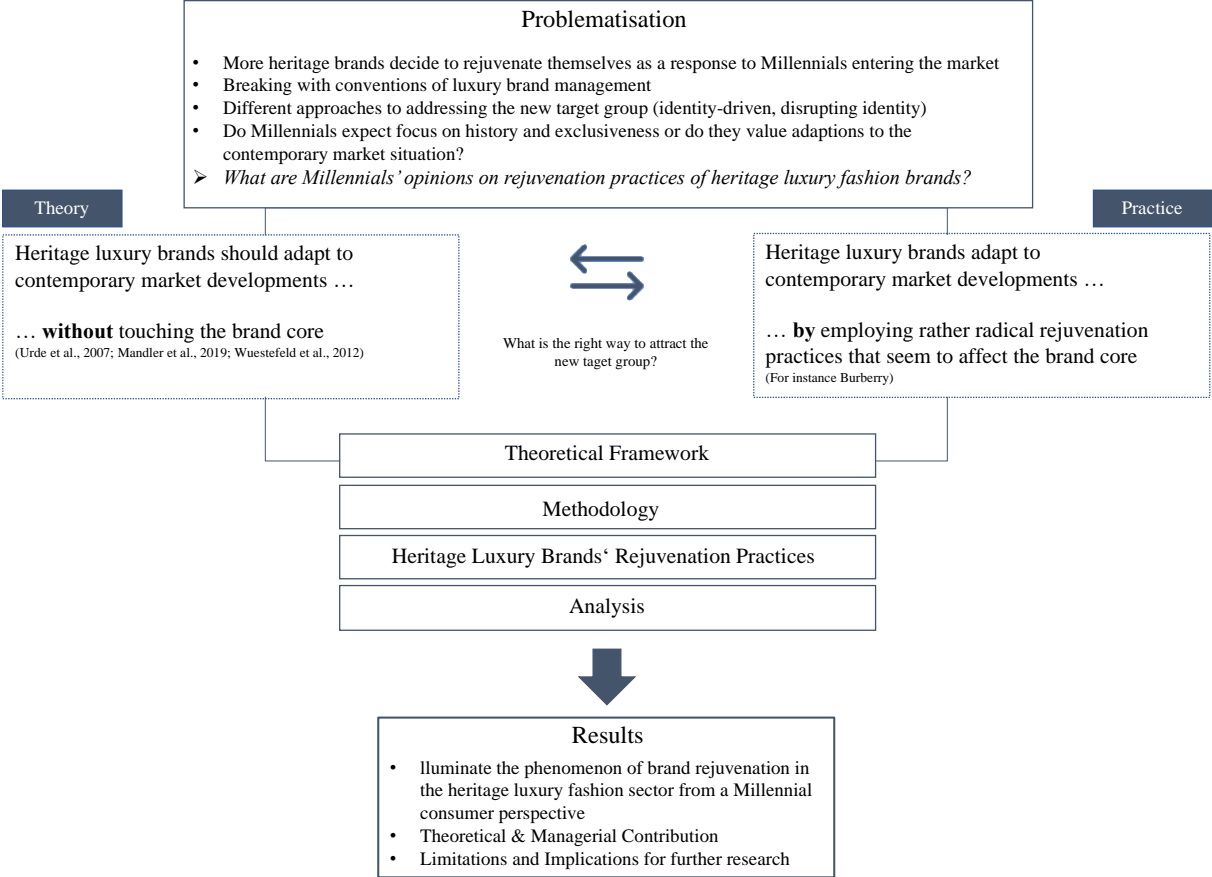 Problematisation
• More heritage brands decide to rejuvenate themselves as a response to Millennials entering the market
• Breaking with conventions of luxury brand management
• Different approaches to addressing the new target group (identity-driven, disrupting identity)
• Do Millennials expect focus on history and exclusiveness or do they value adaptions to the
contemporary market situation?
➢ What are Millennials' opinions on rejuvenation practices of heritage luxury fashion brands?
Theory
Heritage luxury brands should adapt to
contemporary market developments …
… without touching the brand core
(Urde et al., 2007; Mandler et al., 2019; Wuestefeld et al., 2012)
What is the right way to attract the
new taget group?
Practice
Heritage luxury brands adapt to
contemporary market developments …
… by employing rather radical rejuvenation
practices that seem to affect the brand core
(For instance Burberry)
Theoretical Framework
Methodology
Heritage Luxury Brands‘ Rejuvenation Practices
Analysis
Results
• lluminate the phenomenon of brand rejuvenation in
the heritage luxury fashion sector from a Millennial
consumer perspective
• Theoretical & Managerial Contribution
• Limitations and Implications for further research